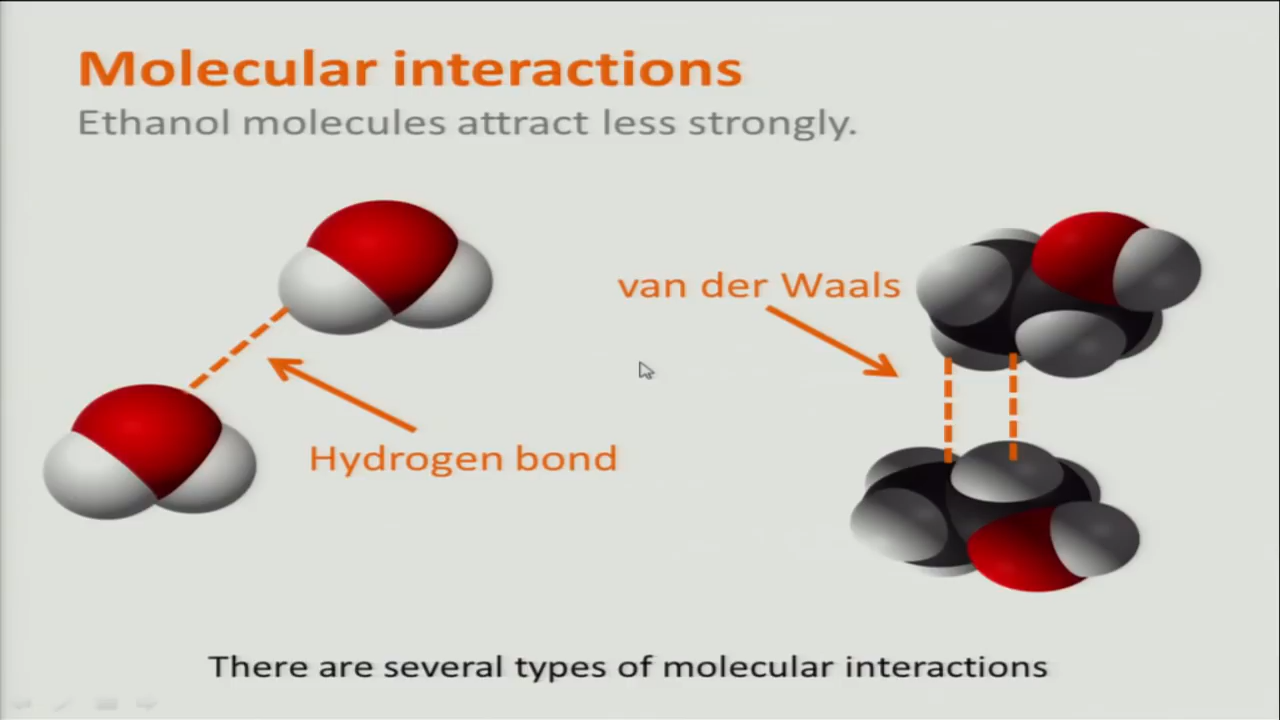 Molecular interactions
Ethanol molecules attract less strongly.
van der Waals
Hydrogen bond
There are several types of molecular interactions